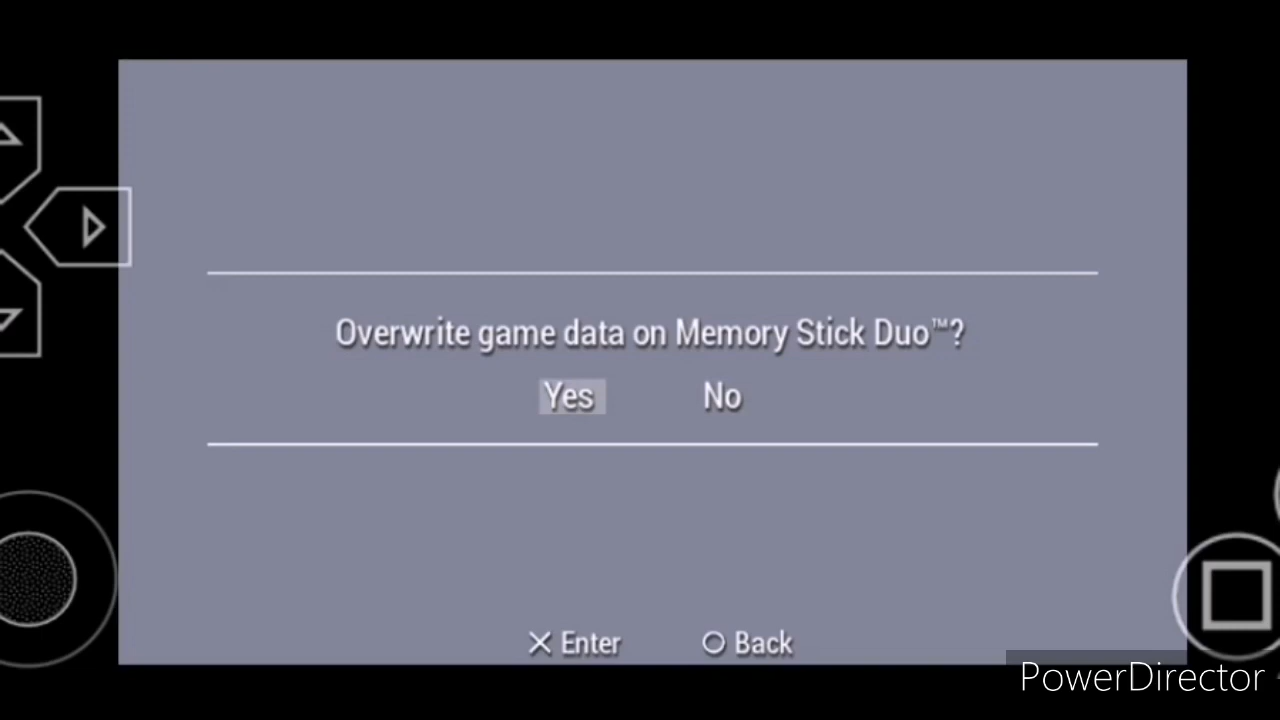 Overwrite game data on Memory Stick Duo™?
Yes No
Enter Back
PowerDirector